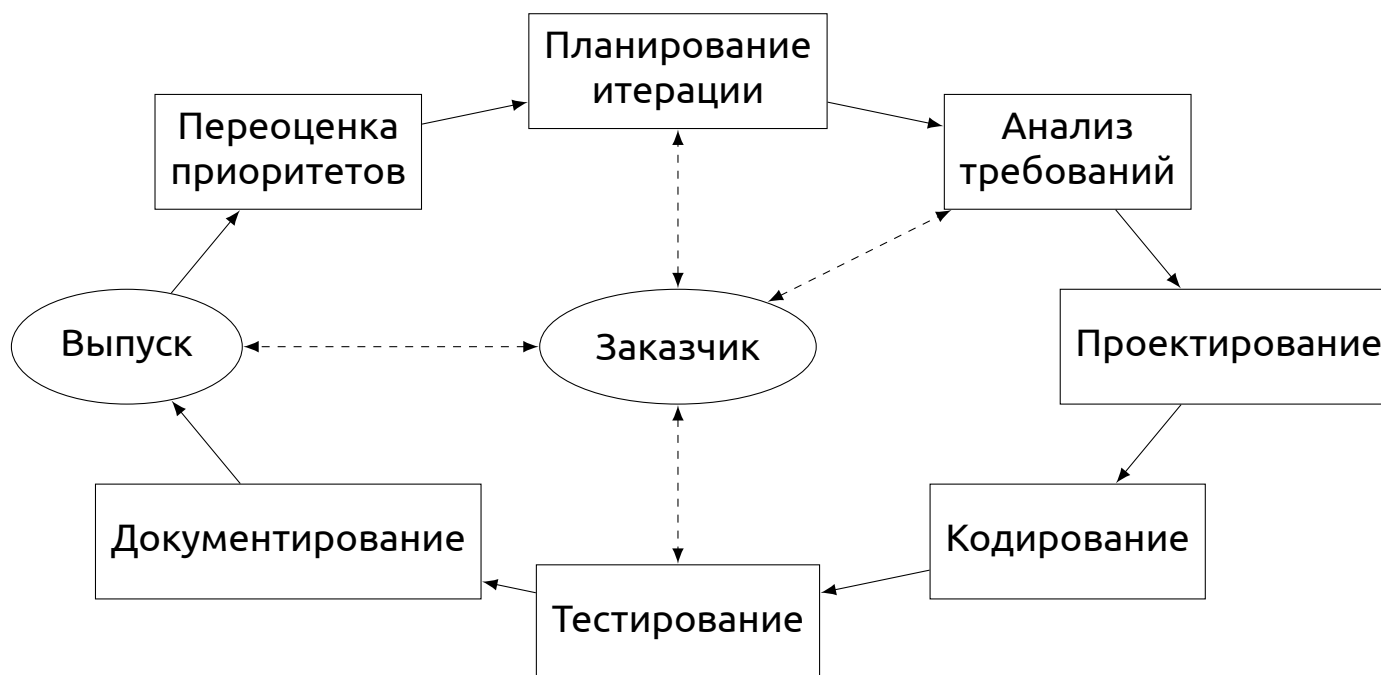 Планирование
итерации
Переоценка
приоритетов
Анализ
требований
Выпуск
Заказчик
Проектирование
Документирование
Кодирование
Тестирование